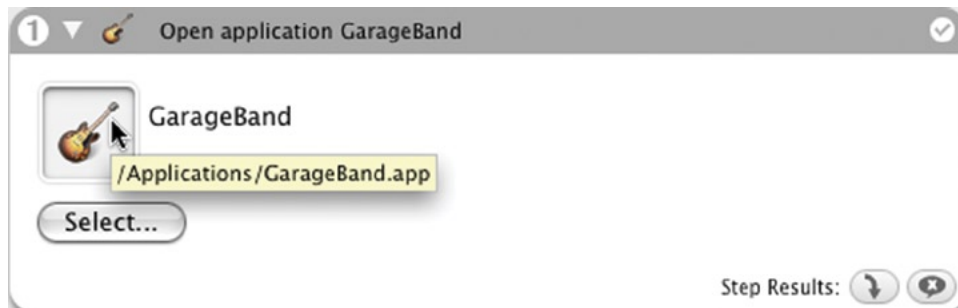 1 Open application GarageBand
GarageBand
/Applications/GarageBand.app
Select...
Step Results: